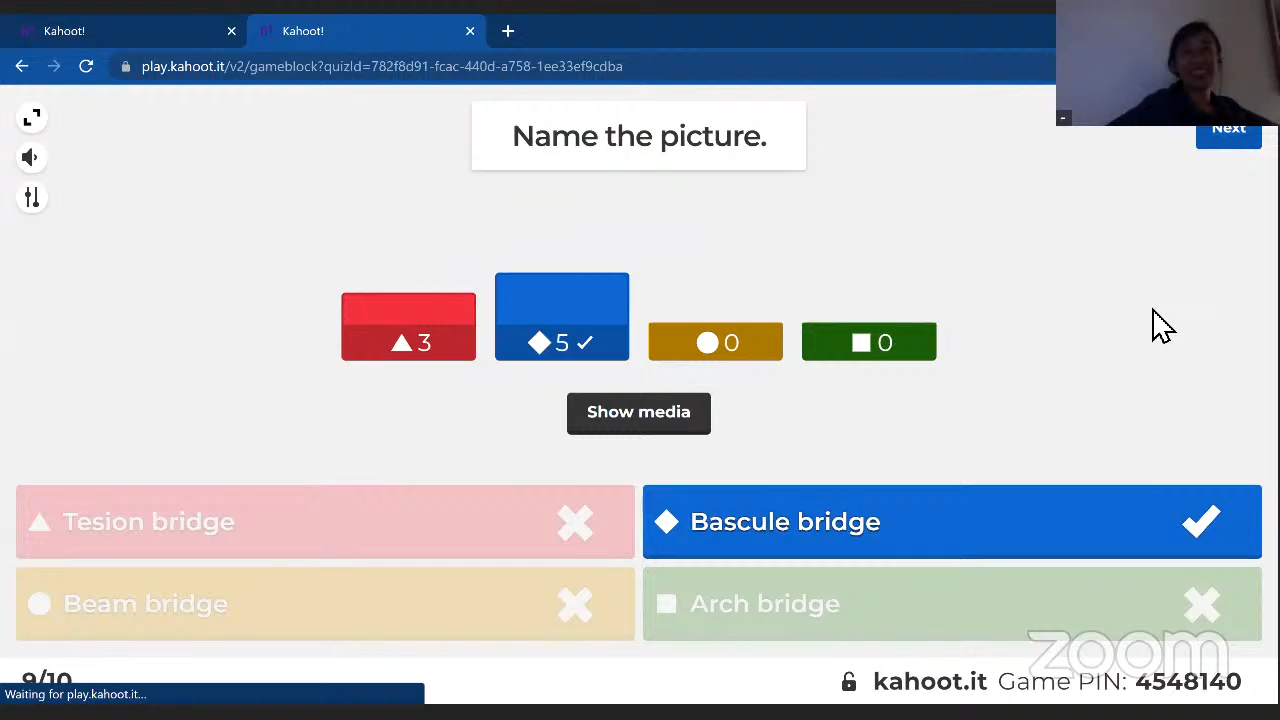 Kahoot!
Kahoot!
play.kahoot.it/v2/gameblock?quizId=782f8d91-fcac-440d-a758-1ee33ef9cdba
Name the picture.
Next
3
5
0
0
Show media
Tesion bridge
Bascule bridge
Beam bridge
Arch bridge
zoom
9/10
kahoot.it Game PIN: 4548140
Waiting for play.kahoot.it...